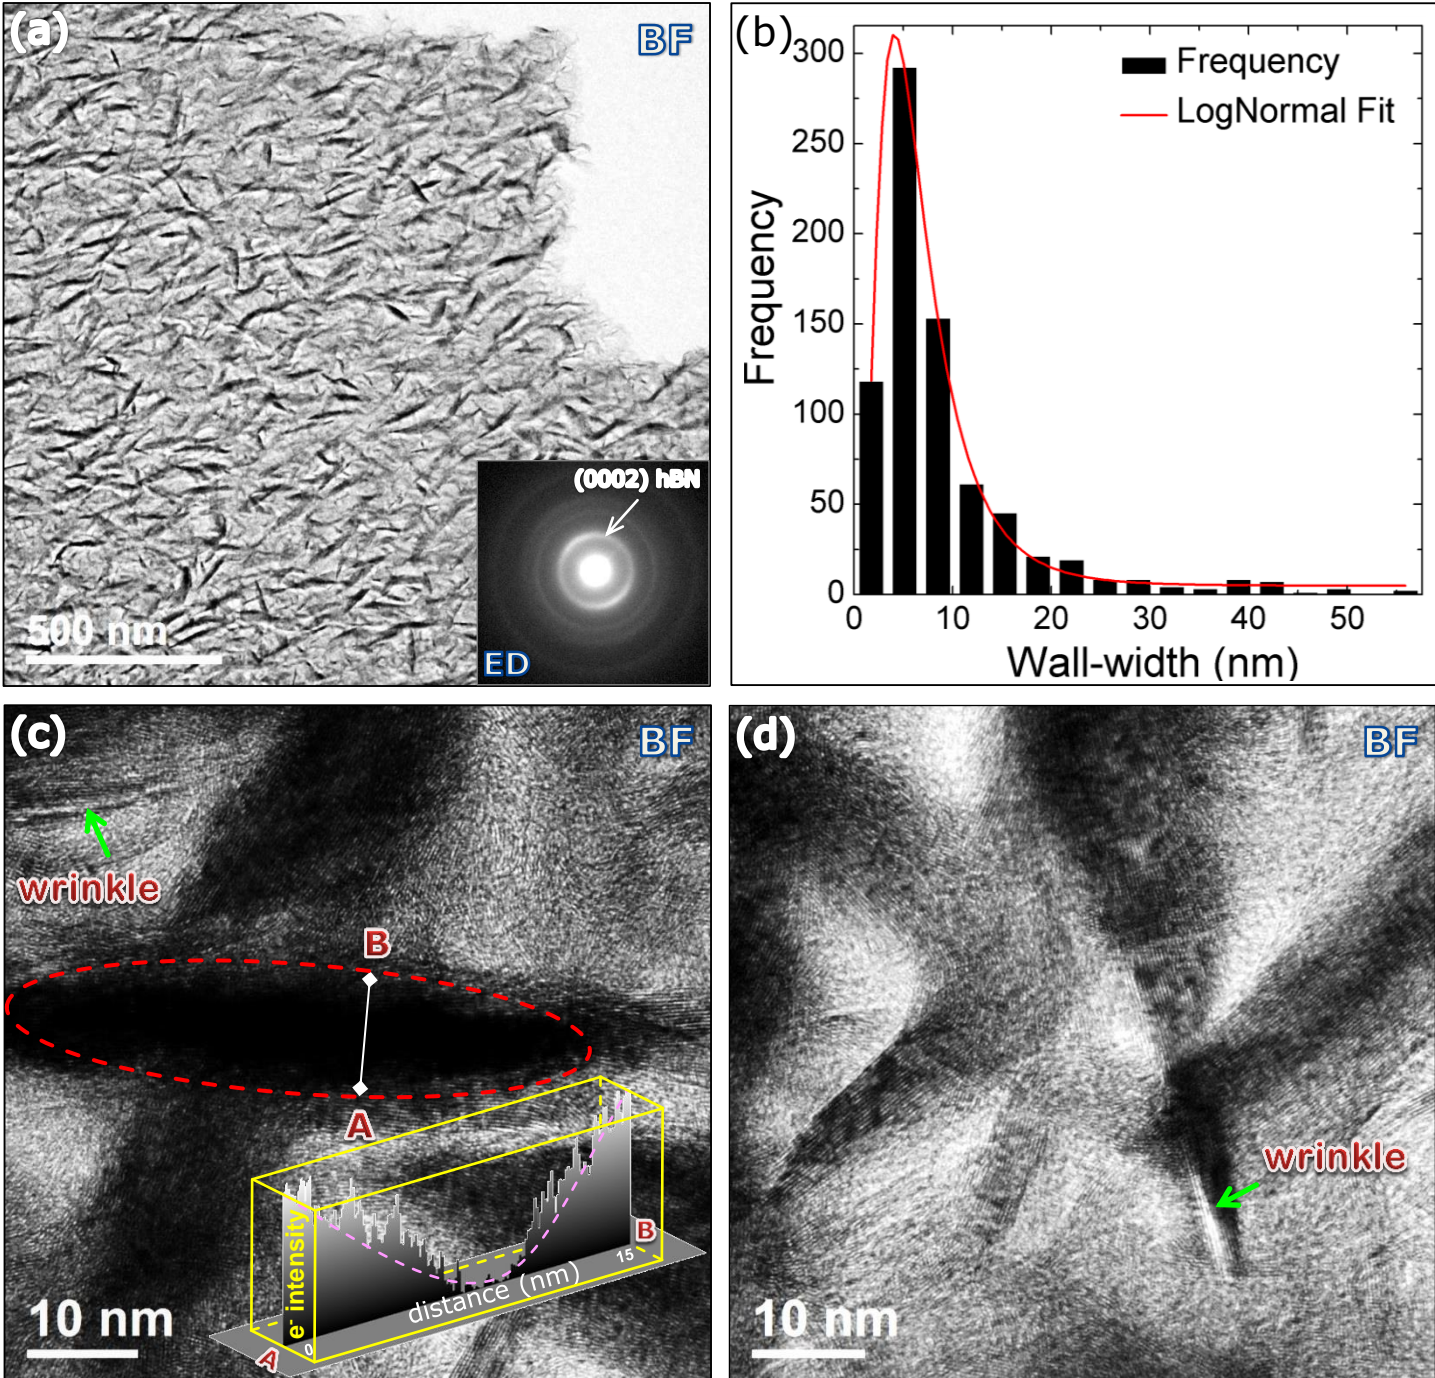 (a)
BF
(0002) hBN
500 nm
ED
(b)
Frequency
LogNormal Fit
300
250
200
150
100
50
0
Frequency
0 10 20 30 40 50
Wall-width (nm)
(c)
BF
wrinkle
B
A
e⁻ intensity
distance (nm)
0
15
A
B
10 nm
(d)
BF
wrinkle
10 nm